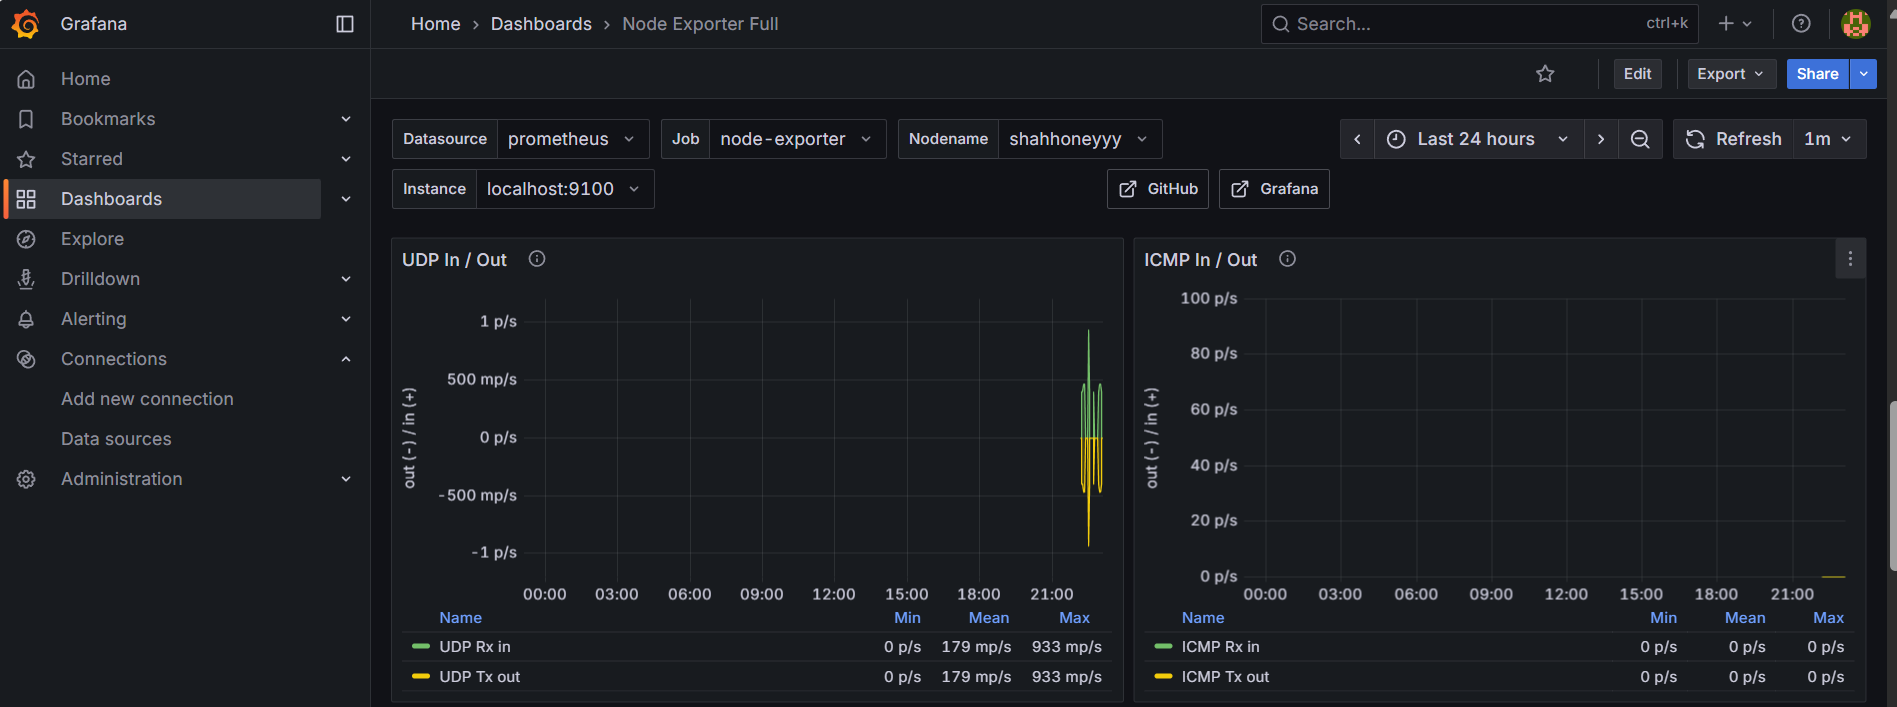 Grafana
Home › Dashboards › Node Exporter Full
Search... ctrl+k
Home
Bookmarks
Starred
Dashboards
Explore
Drilldown
Alerting
Connections
Add new connection
Data sources
Administration
Edit
Export
Share
Datasource prometheus
Job node-exporter
Nodename shahhoneyyy
Last 24 hours
Refresh 1m
Instance localhost:9100
GitHub
Grafana
UDP In / Out
out (-) / in (+)
1 p/s
500 mp/s
0 p/s
-500 mp/s
-1 p/s
00:00 03:00 06:00 09:00 12:00 15:00 18:00 21:00
Name Min Mean Max
UDP Rx in 0 p/s 179 mp/s 933 mp/s
UDP Tx out 0 p/s 179 mp/s 933 mp/s
ICMP In / Out
out (-) / in (+)
100 p/s
80 p/s
60 p/s
40 p/s
20 p/s
0 p/s
00:00 03:00 06:00 09:00 12:00 15:00 18:00 21:00
Name Min Mean Max
ICMP Rx in 0 p/s 0 p/s 0 p/s
ICMP Tx out 0 p/s 0 p/s 0 p/s